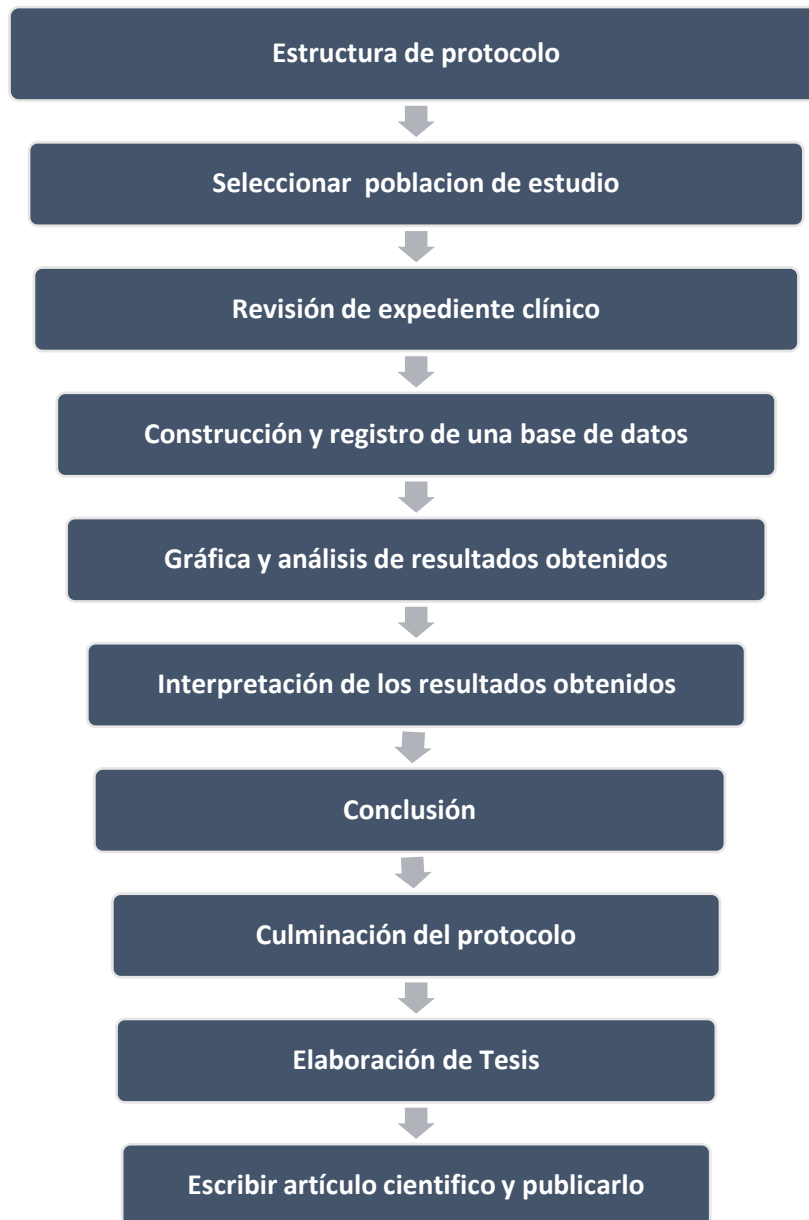 Estructura de protocolo
Seleccionar poblacion de estudio
Revisión de expediente clínico
Construcción y registro de una base de datos
Gráfica y análisis de resultados obtenidos
Interpretación de los resultados obtenidos
Conclusión
Culminación del protocolo
Elaboración de Tesis
Escribir artículo cientifico y publicarlo